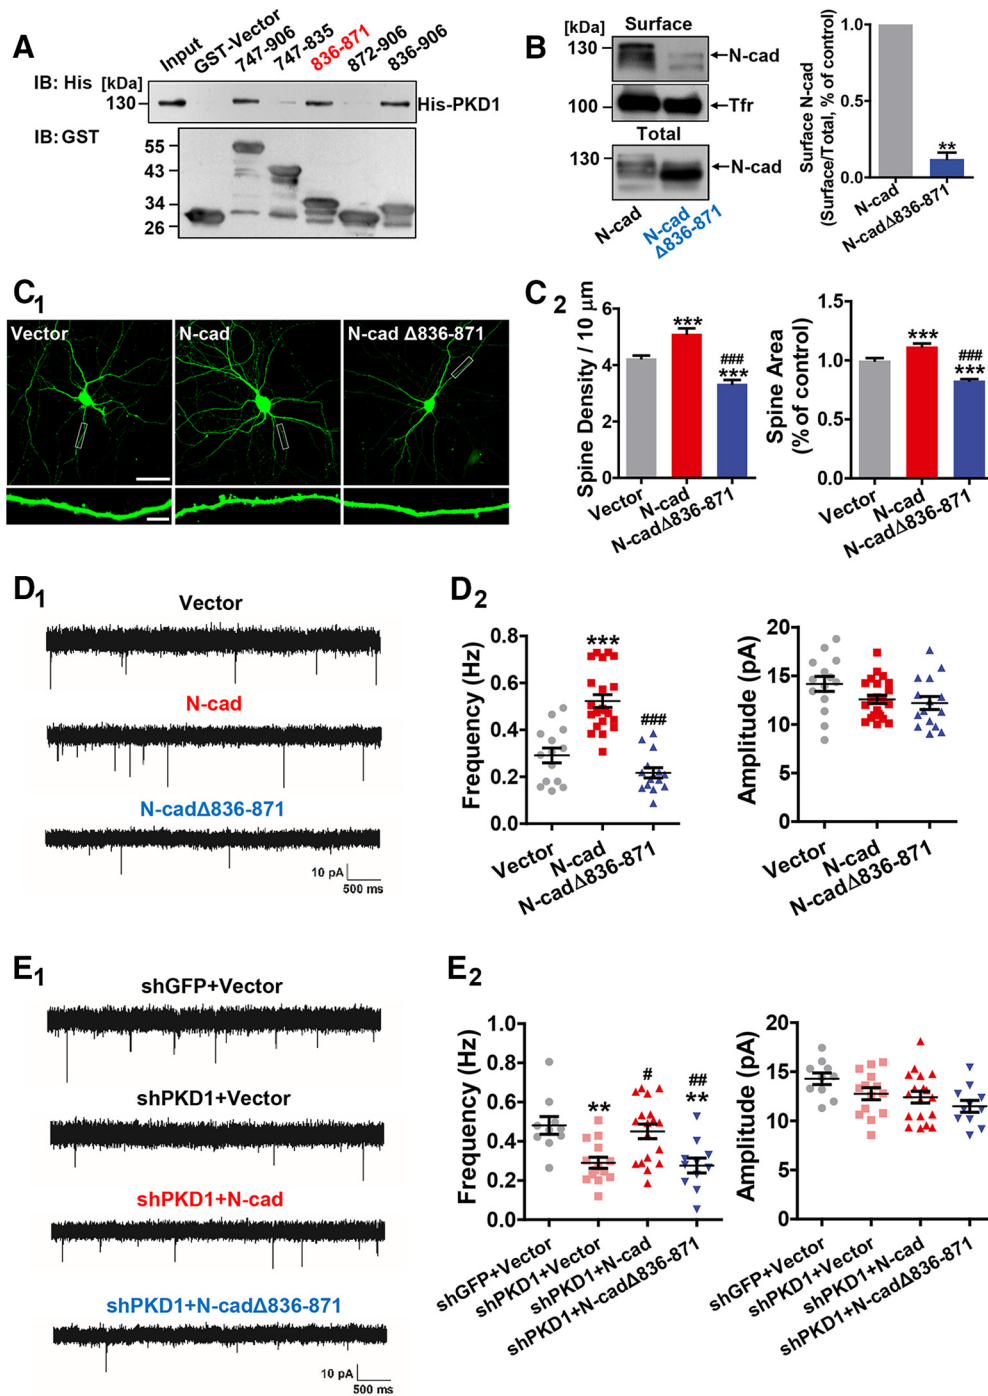 A
Input
GST-Vector
747-906
747-835
836-871
872-906
836-906
IB: His
[kDa]
130
His-PKD1
IB: GST
55
43
34
26
B
[kDa]
Surface
130
N-cad
100
Tfr
Total
130
N-cad
N-cad
N-cad
Δ836-871
Surface N-cad
(Surface/Total, % of control)
1.0
0.5
0.0
**
N-cad
N-cadΔ836-871
C1
Vector
N-cad
N-cad Δ836-871
C2
Spine Density / 10 μm
6
4
2
0
***
###
***
Vector
N-cad
N-cadΔ836-871
Spine Area
(% of control)
1.5
1.0
0.5
0.0
***
###
***
Vector
N-cad
N-cadΔ836-871
D1
Vector
N-cad
N-cadΔ836-871
10 pA
500 ms
D2
Frequency (Hz)
0.8
0.6
0.4
0.2
0.0
***
###
Vector
N-cad
N-cadΔ836-871
Amplitude (pA)
20
15
10
5
0
Vector
N-cad
N-cadΔ836-871
E1
shGFP+Vector
shPKD1+Vector
shPKD1+N-cad
shPKD1+N-cadΔ836-871
10 pA
500 ms
E2
Frequency (Hz)
1.0
0.8
0.6
0.4
0.2
0.0
**
#
##
**
shGFP+Vector
shPKD1+Vector
shPKD1+N-cad
shPKD1+N-cadΔ836-871
Amplitude (pA)
20
15
10
5
0
shGFP+Vector
shPKD1+Vector
shPKD1+N-cad
shPKD1+N-cadΔ836-871